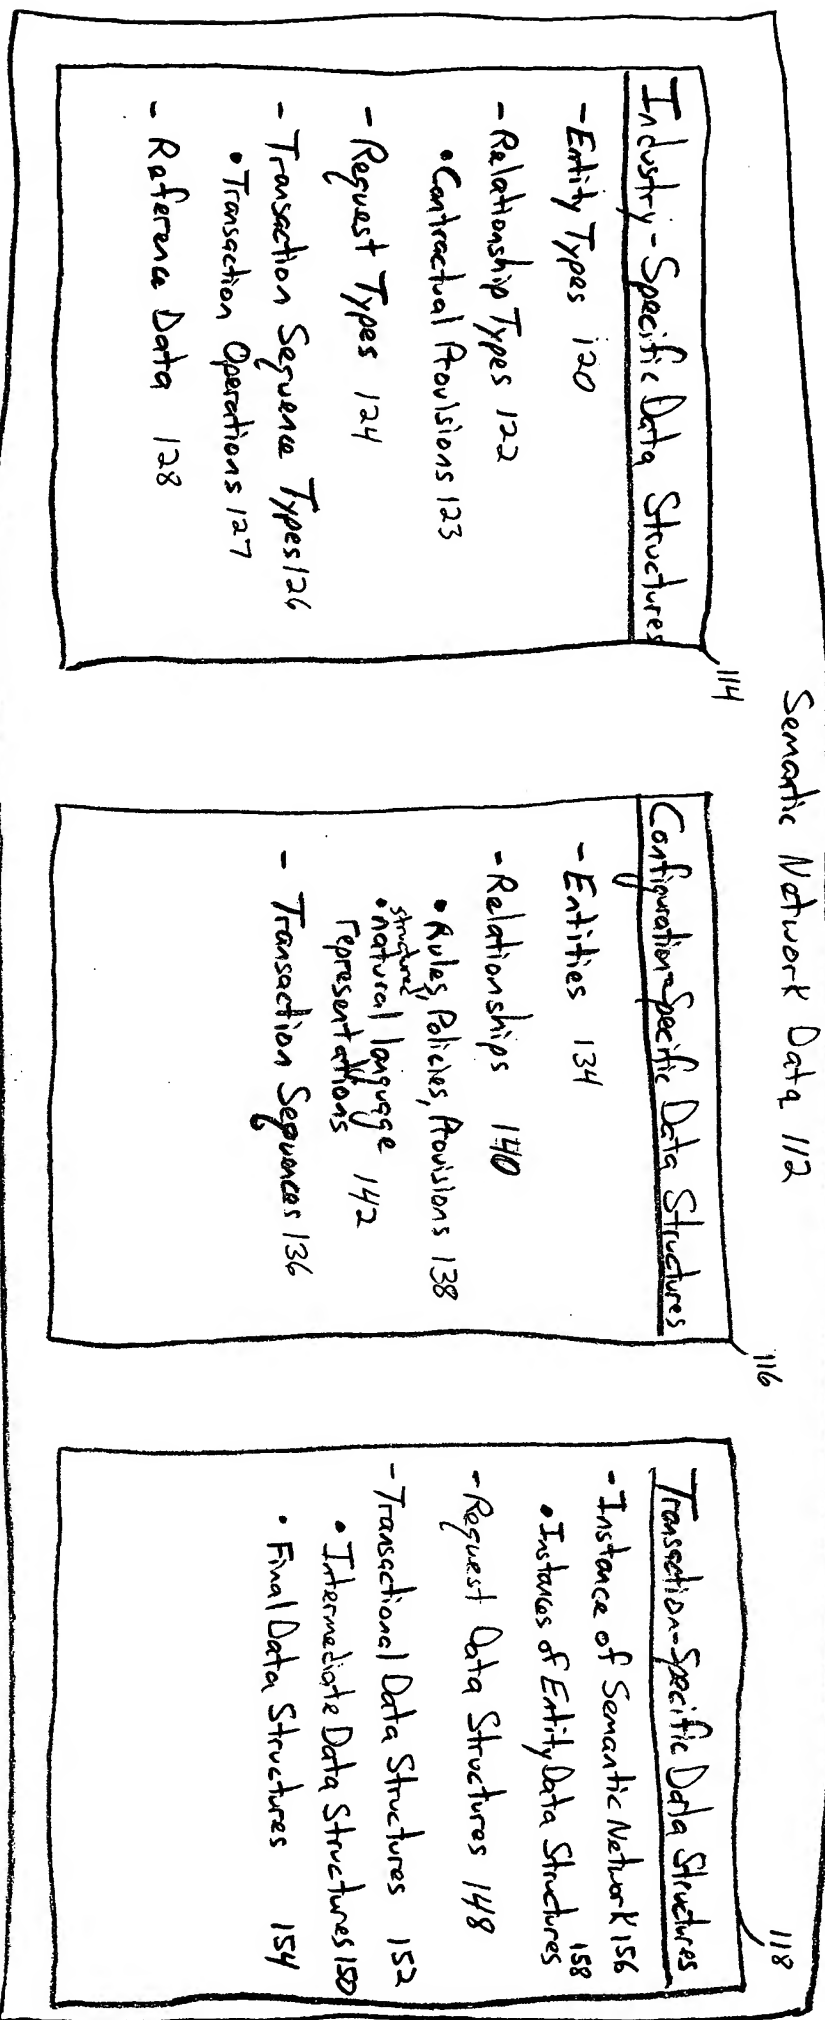 Semantic Network Data 112
114
Industry-Specific Data Structures
- Entity Types 120
- Relationship Types 122
• Contractual Provisions 123
- Request Types 124
- Transaction Sequence Types 126
• Transaction Operations 127
- Reference Data 128
116
Configuration-Specific Data Structures
- Entities 134
- Relationships 140
• Rules, Policies, Provisions 138
structured
• natural language
representations 142
- Transaction Sequences 136
118
Transaction-Specific Data Structures
- Instance of Semantic Network 156
• Instances of Entity Data Structures 158
- Request Data Structures 148
- Transactional Data Structures 152
• Intermediate Data Structures 150
• Final Data Structures 154